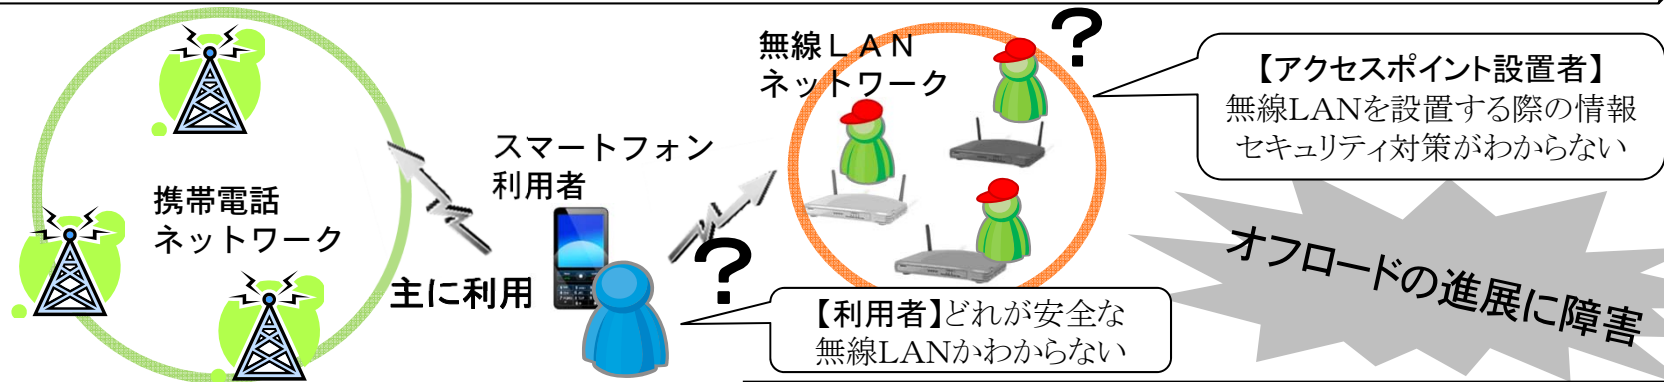 無線ＬＡＮ
ネットワーク
?
【アクセスポイント設置者】
無線LANを設置する際の情報
セキュリティ対策がわからない
スマートフォン
利用者
携帯電話
ネットワーク
主に利用
?
【利用者】どれが安全な
無線LANかわからない
オフロードの進展に障害